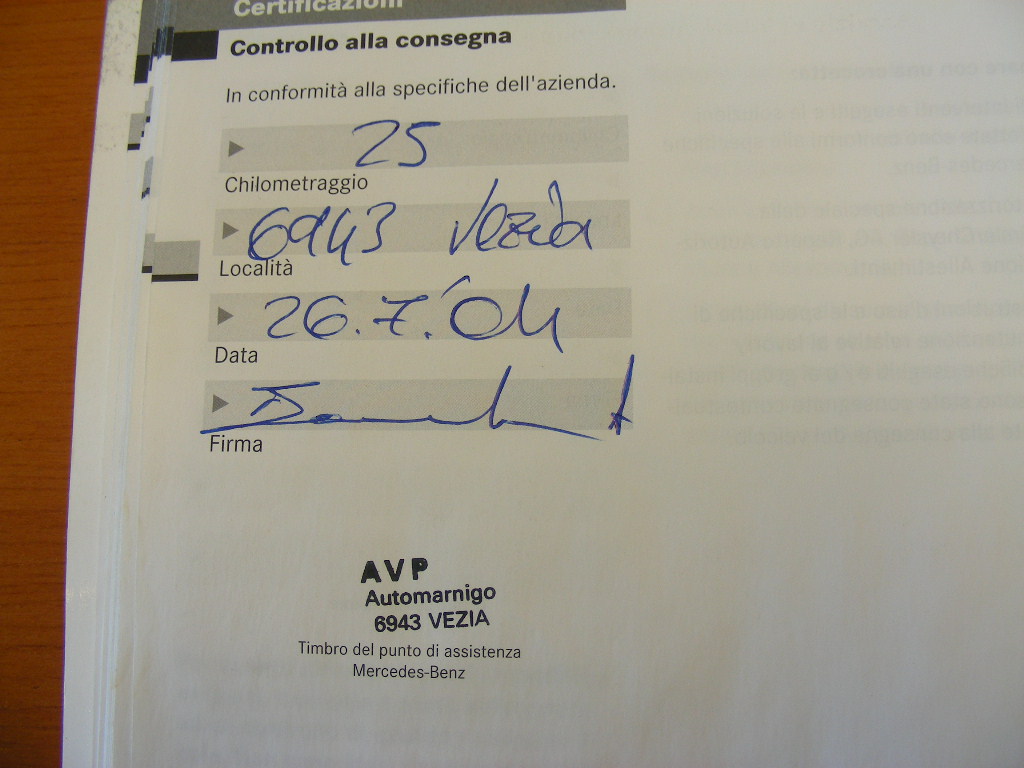 Certificazioni
Controllo alla consegna
In conformità alla specifiche dell'azienda.
25
Chilometraggio
6943 Vezia
Località
26.7.04
Data
Firma
AVP
Automarnigo
6943 VEZIA
Timbro del punto di assistenza
Mercedes-Benz